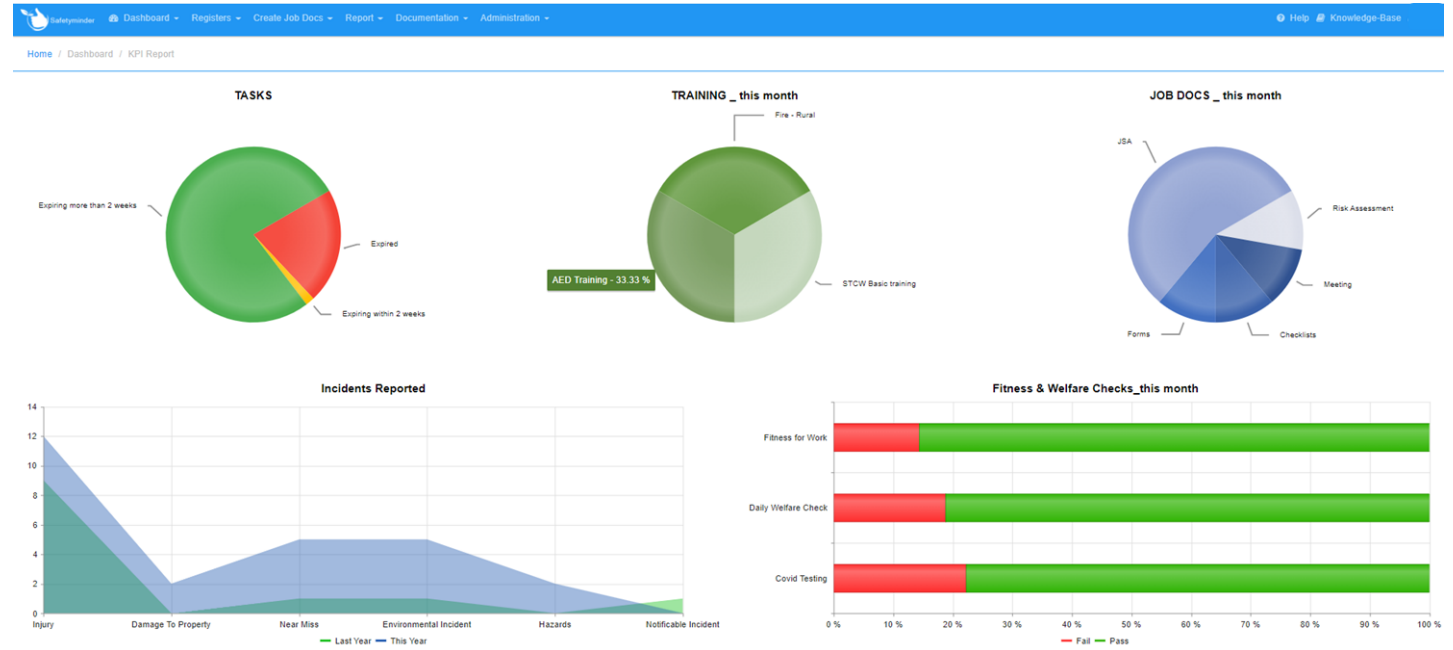 Safetyminder Dashboard Registers Create Job Docs Report Documentation Administration Help Knowledge-Base
Home / Dashboard / KPI Report
TASKS
Expiring more than 2 weeks
Expired
Expiring within 2 weeks
TRAINING _ this month
Fire - Rural
AED Training - 33.33 %
STCW Basic training
JOB DOCS _ this month
JSA
Risk Assessment
Meeting
Checklists
Forms
Incidents Reported
14
12
10
8
6
4
2
0
Injury Damage To Property Near Miss Environmental Incident Hazards Notificable Incident
Last Year This Year
Fitness & Welfare Checks_this month
Fitness for Work
Daily Welfare Check
Covid Testing
0 % 10 % 20 % 30 % 40 % 50 % 60 % 70 % 80 % 90 % 100 %
Fail Pass